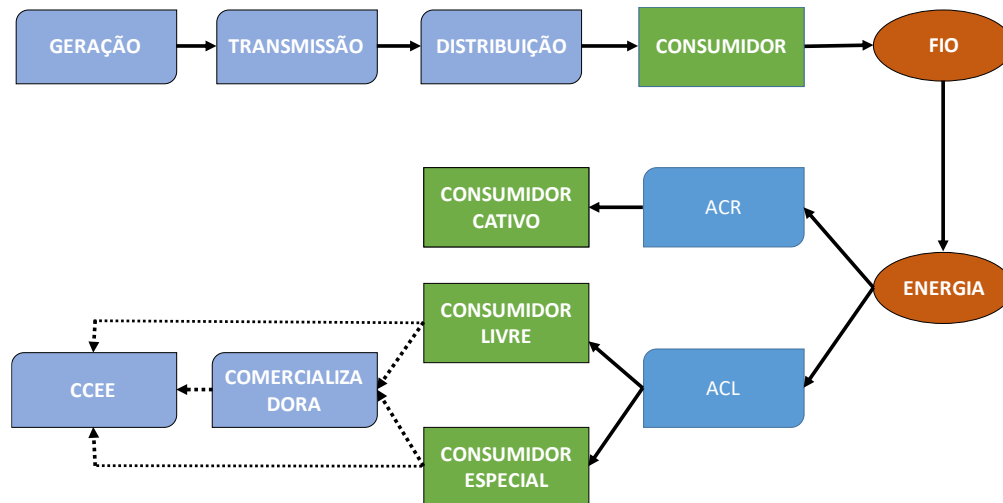 GERAÇÃO
TRANSMISSÃO
DISTRIBUIÇÃO
CONSUMIDOR
FIO
CONSUMIDOR
CATIVO
ACR
ENERGIA
CONSUMIDOR
LIVRE
CCEE
COMERCIALIZA
DORA
ACL
CONSUMIDOR
ESPECIAL